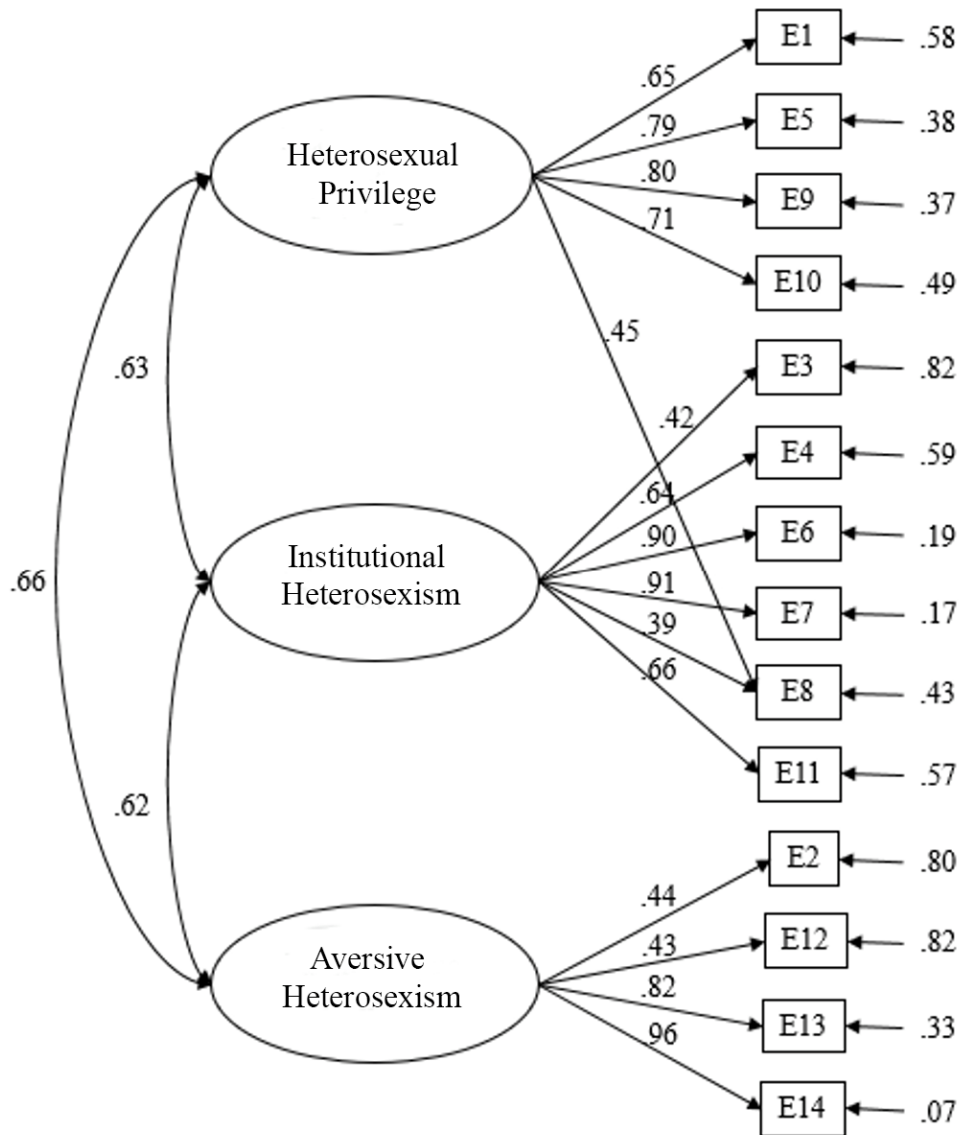 E1
.58
.65
E5
.38
.79
Heterosexual
Privilege
.80
E9
.37
.71
E10
.49
.45
.63
E3
.82
.42
E4
.59
.64
.90
E6
.19
Institutional
Heterosexism
.66
.91
E7
.17
.39
.66
E8
.43
E11
.57
.62
E2
.80
.44
E12
.82
.43
Aversive
Heterosexism
.82
E13
.33
.96
E14
.07